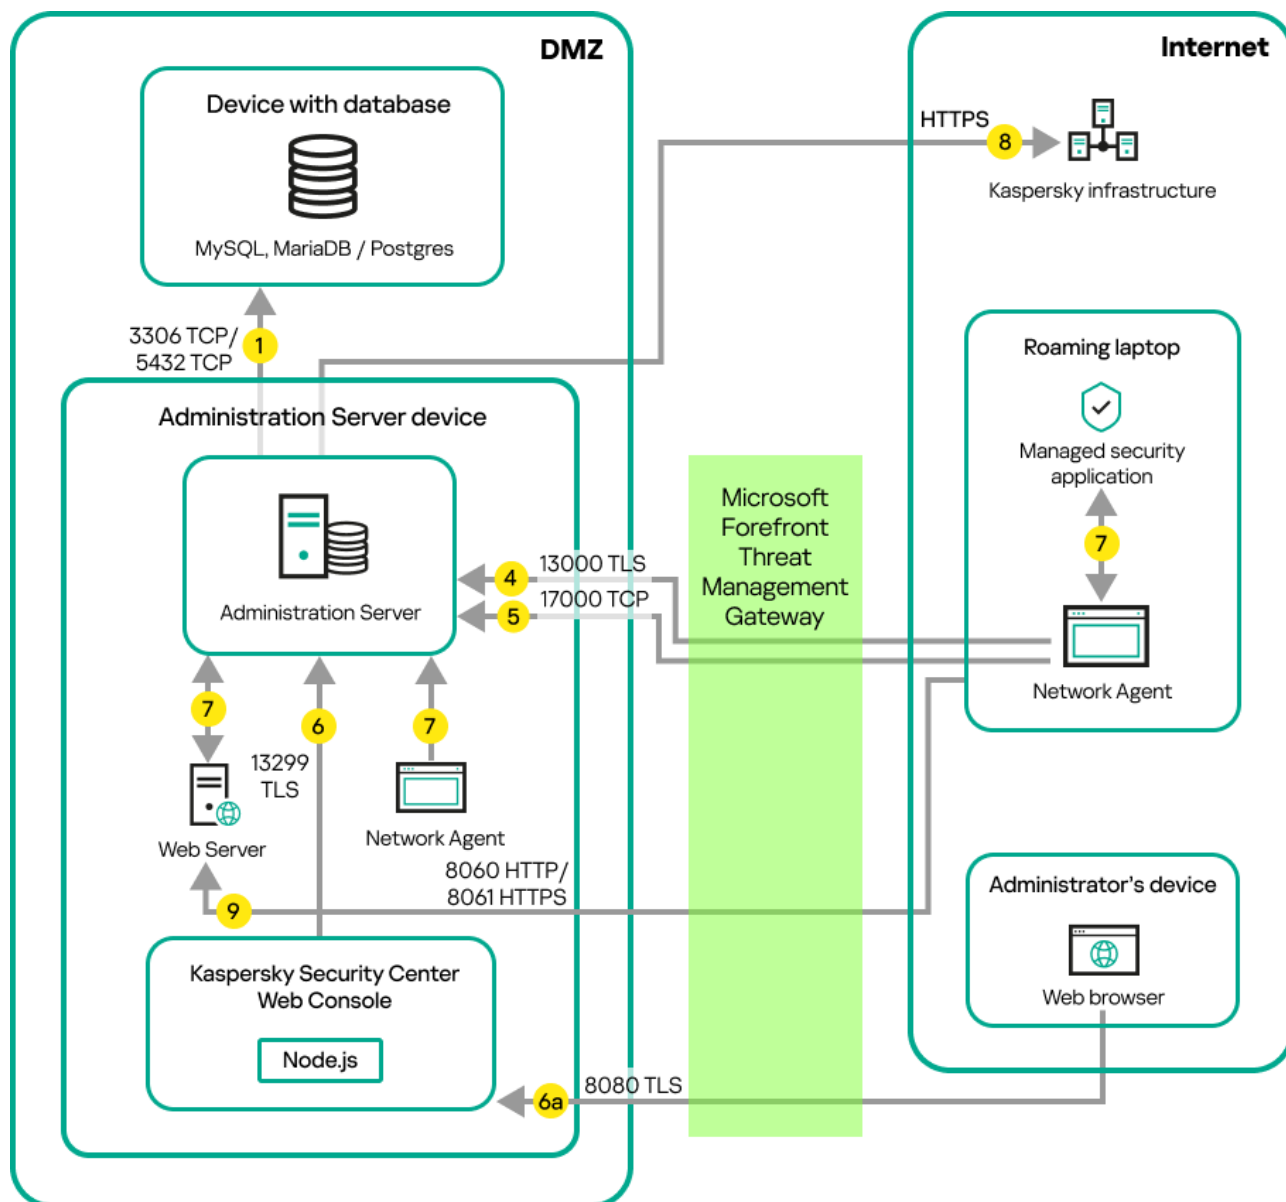 DMZ
Device with database
MySQL, MariaDB / Postgres
3306 TCP/
5432 TCP
1
Administration Server device
Administration Server
4
13000 TLS
5
17000 TCP
7
6
7
13299
TLS
Web Server
Network Agent
8060 HTTP/
8061 HTTPS
9
Kaspersky Security Center
Web Console
Node.js
6a
8080 TLS
Microsoft
Forefront
Threat
Management
Gateway
Internet
HTTPS
8
Kaspersky infrastructure
Roaming laptop
Managed security
application
7
Network Agent
Administrator's device
Web browser